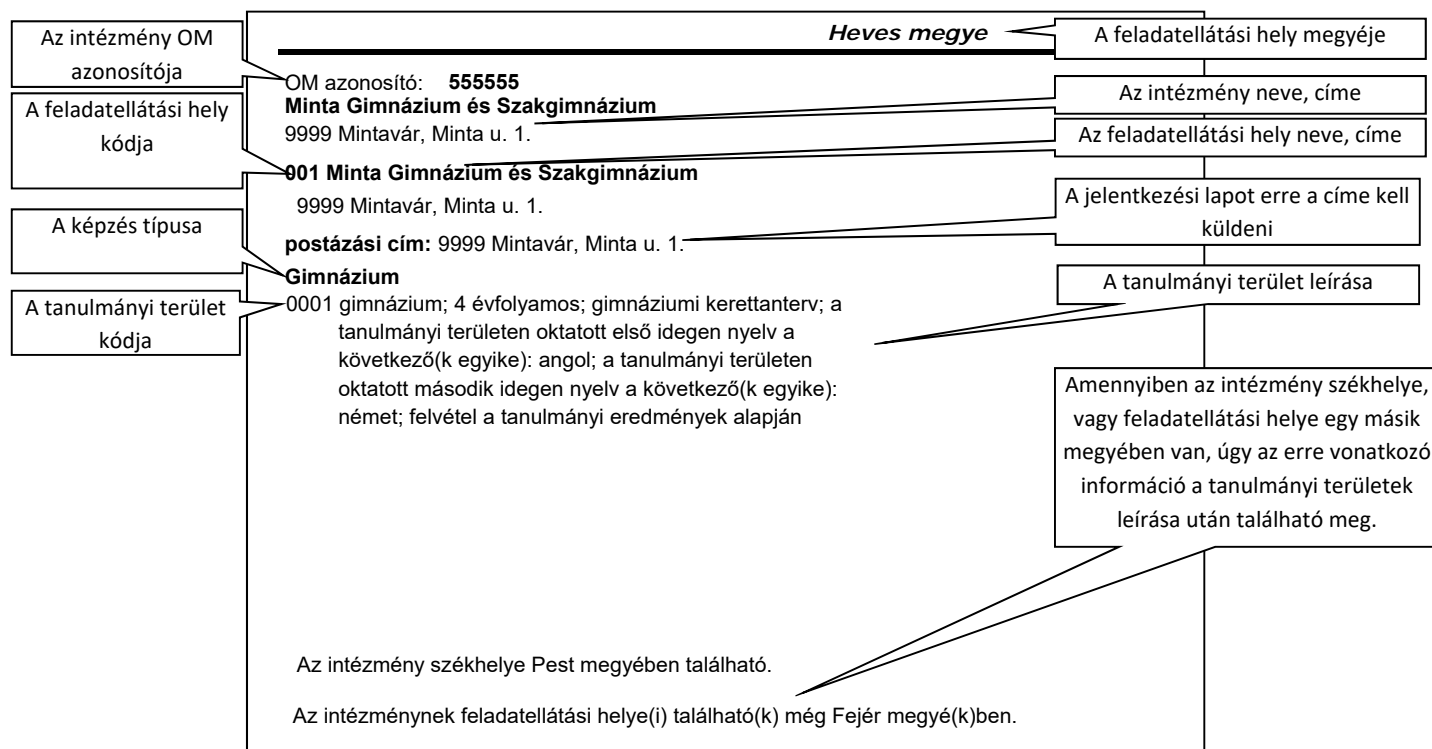 Az intézmény OM
azonosítója
A feladatellátási hely
kódja
A képzés típusa
A tanulmányi terület
kódja
Heves megye
OM azonosító: 555555
Minta Gimnázium és Szakgimnázium
9999 Mintavár, Minta u. 1.
001 Minta Gimnázium és Szakgimnázium
9999 Mintavár, Minta u. 1.
postázási cím: 9999 Mintavár, Minta u. 1.
Gimnázium
0001 gimnázium; 4 évfolyamos; gimnáziumi kerettanterv; a
tanulmányi területen oktatott első idegen nyelv a
következő(k egyike): angol; a tanulmányi területen
oktatott második idegen nyelv a következő(k egyike):
német; felvétel a tanulmányi eredmények alapján
Az intézmény székhelye Pest megyében található.
Az intézménynek feladatellátási helye(i) található(k) még Fejér megyé(k)ben.
A feladatellátási hely megyéje
Az intézmény neve, címe
Az feladatellátási hely neve, címe
A jelentkezési lapot erre a címe kell
küldeni
A tanulmányi terület leírása
Amennyiben az intézmény székhelye,
vagy feladatellátási helye egy másik
megyében van, úgy az erre vonatkozó
információ a tanulmányi területek
leírása után található meg.